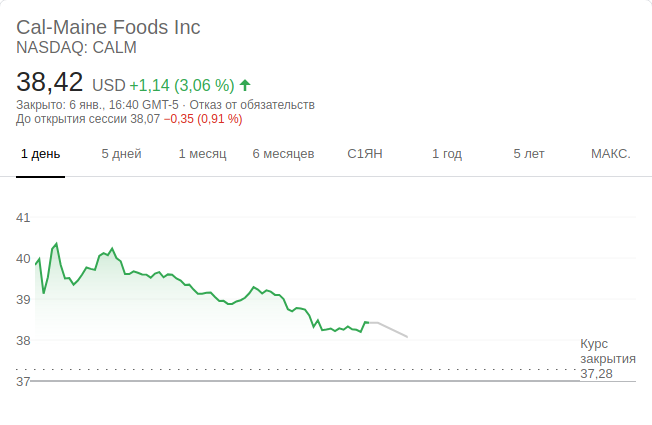 Cal-Maine Foods Inc
NASDAQ: CALM
38,42 USD +1,14 (3,06 %)
Закрыто: 6 янв., 16:40 GMT-5 · Отказ от обязательств
До открытия сессии 38,07 −0,35 (0,91 %)
1 день 5 дней 1 месяц 6 месяцев С1ЯН 1 год 5 лет МАКС.
41
40
39
38
Курс
закрытия
37,28
37